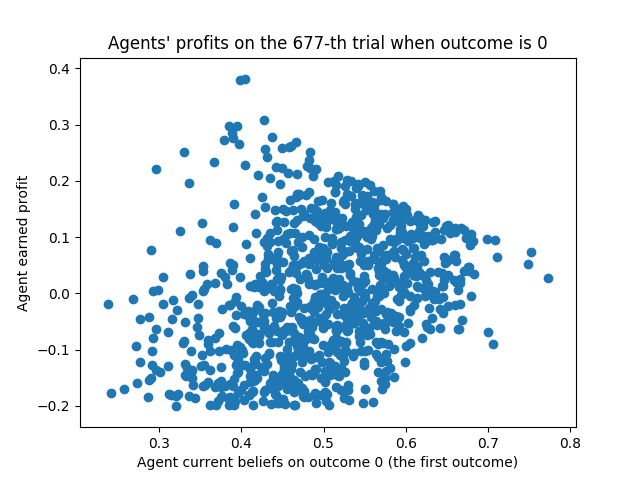 Agents' profits on the 677-th trial when outcome is 0
0.4
0.3
0.2
0.1
0.0
−0.1
−0.2
Agent earned profit
0.3 0.4 0.5 0.6 0.7 0.8
Agent current beliefs on outcome 0 (the first outcome)